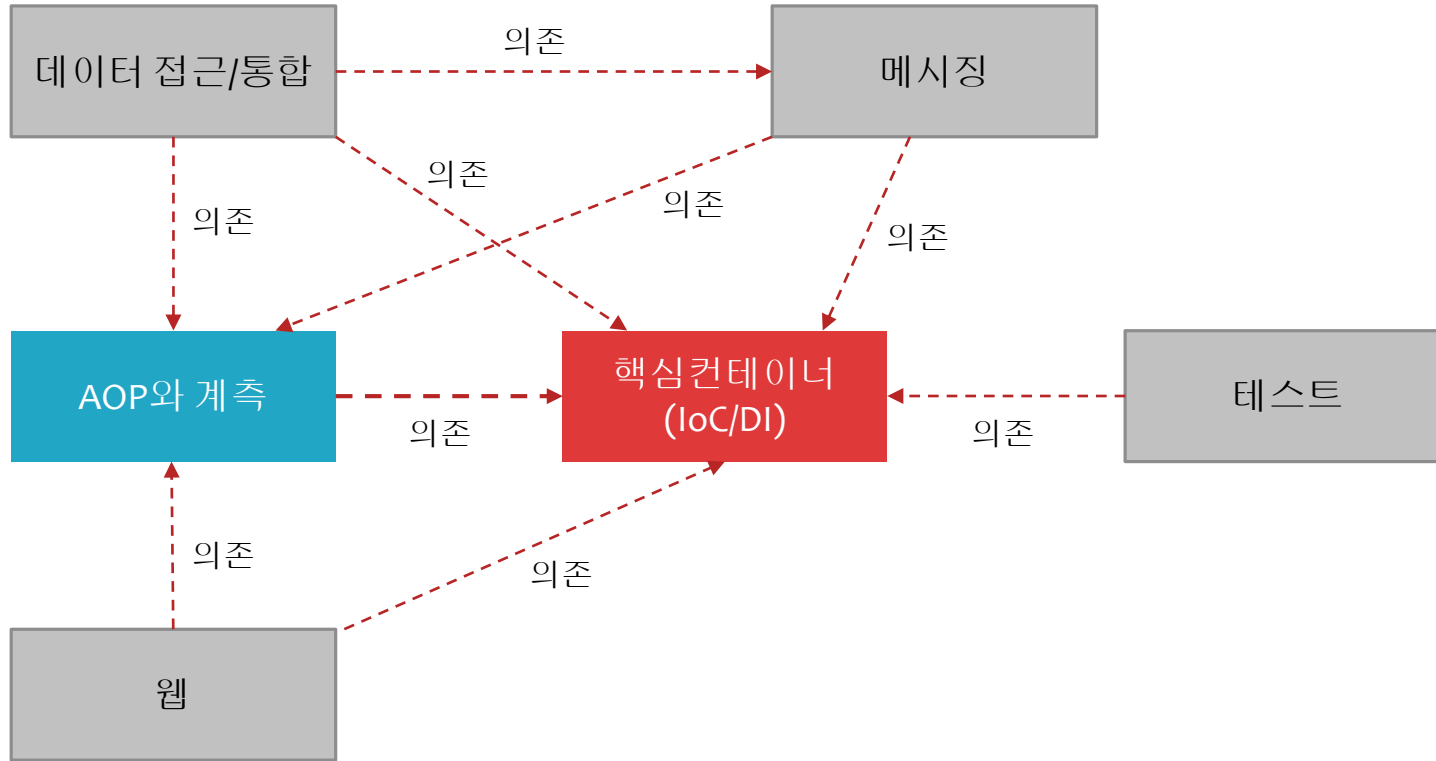 데이터 접근/통합
의존
메시징
의존
의존
의존
의존
AOP와 계측
의존
핵심컨테이너
(IoC/DI)
의존
테스트
의존
의존
웹